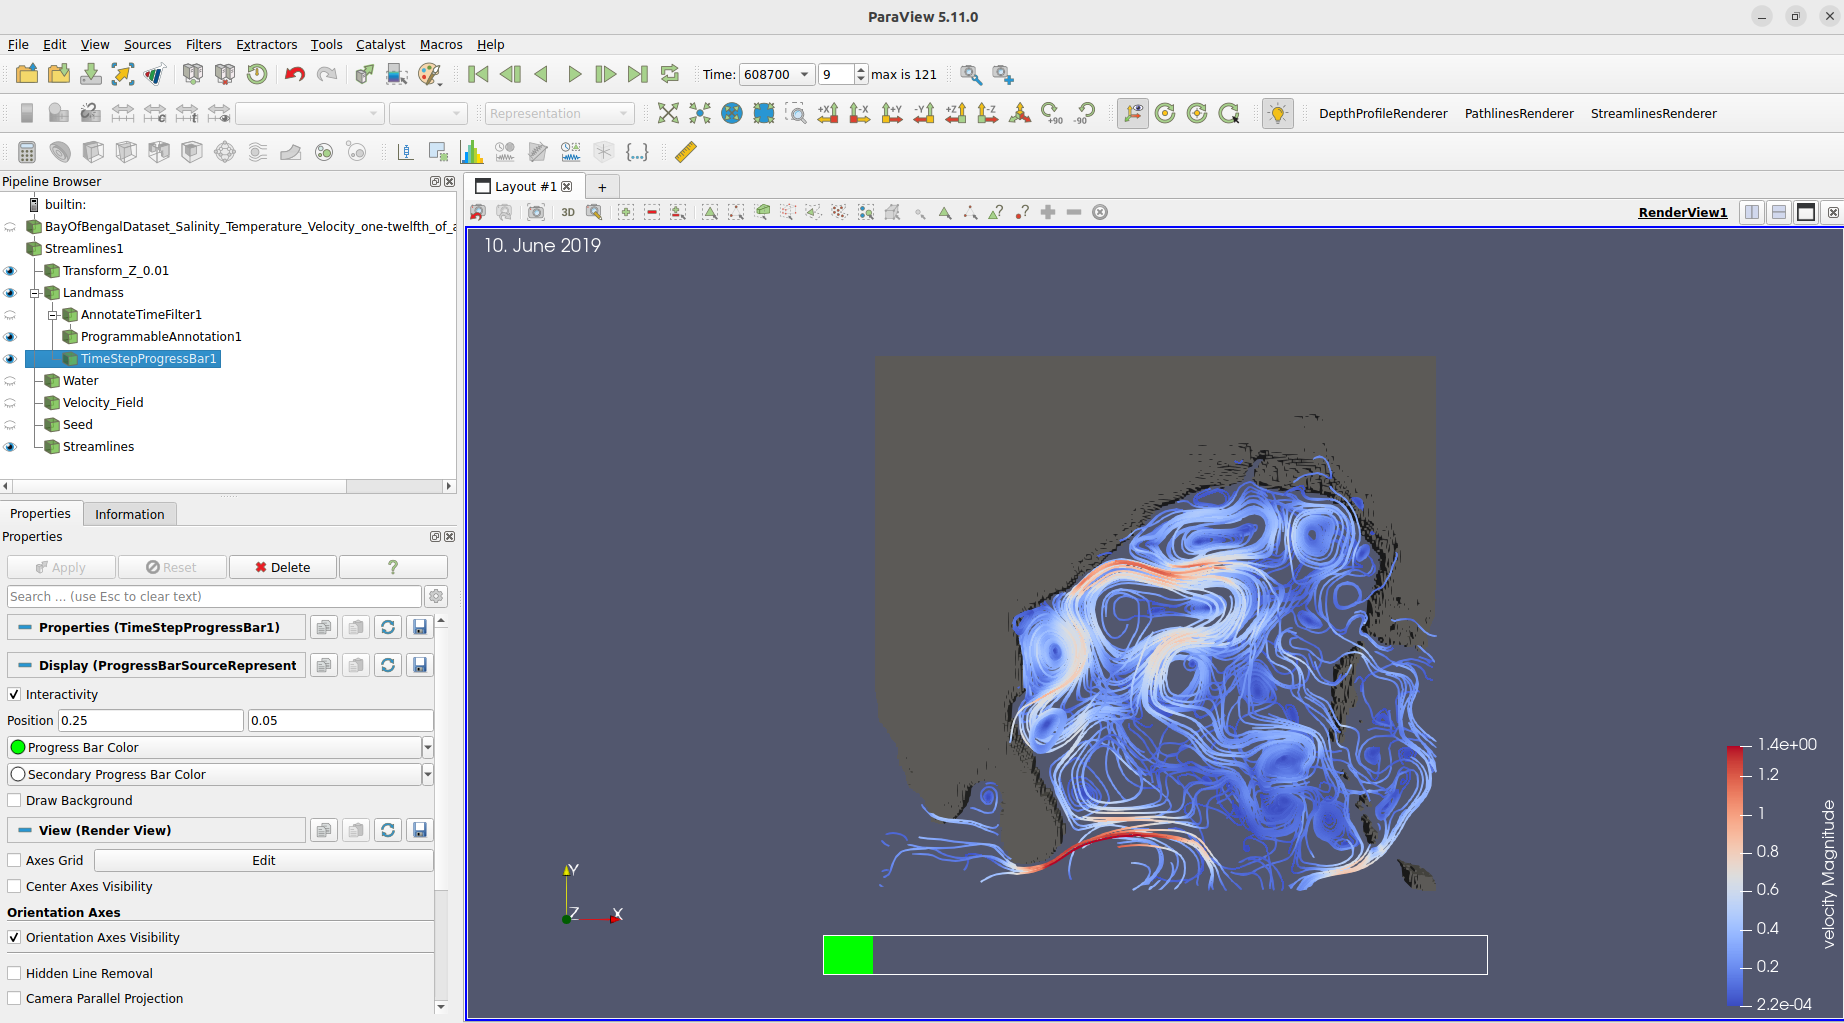 ParaView 5.11.0
File Edit View Sources Filters Extractors Tools Catalyst Macros Help
Time: 608700 9 max is 121
Representation +X -X +Y -Y +Z -Z +90 -90 DepthProfileRenderer PathlinesRenderer StreamlinesRenderer
Pipeline Browser
Layout #1 +
builtin:
3D RenderView1
BayOfBengalDataset_Salinity_Temperature_Velocity_one-twelfth_of_a
Streamlines1
10. June 2019
Transform_Z_0.01
Landmass
AnnotateTimeFilter1
ProgrammableAnnotation1
TimeStepProgressBar1
Water
Velocity_Field
Seed
Streamlines
Properties Information
Properties
Apply Reset Delete ?
Search ... (use Esc to clear text)
Properties (TimeStepProgressBar1)
Display (ProgressBarSourceRepresent
Interactivity
Position 0.25 0.05
Progress Bar Color
Secondary Progress Bar Color
Draw Background
View (Render View)
Axes Grid Edit
Center Axes Visibility
Orientation Axes
Orientation Axes Visibility
Hidden Line Removal
Camera Parallel Projection
Y
Z X
1.4e+00
1.2
1
0.8
0.6
0.4
0.2
2.2e-04
velocity Magnitude